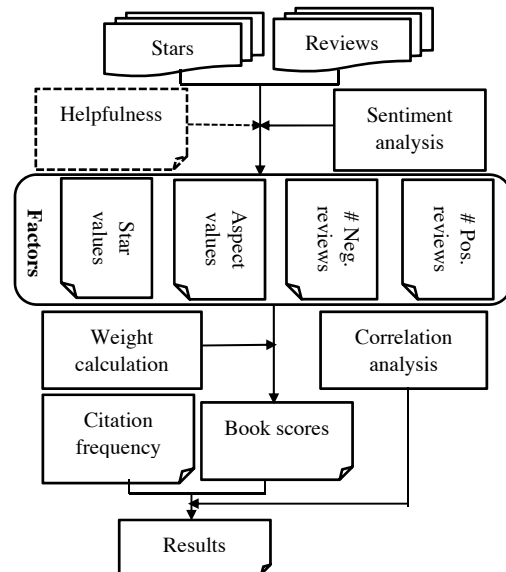 Stars
Reviews
Helpfulness
Sentiment
analysis
Factors
Star
values
Aspect
values
# Neg.
reviews
# Pos.
reviews
Weight
calculation
Correlation
analysis
Citation
frequency
Book scores
Results